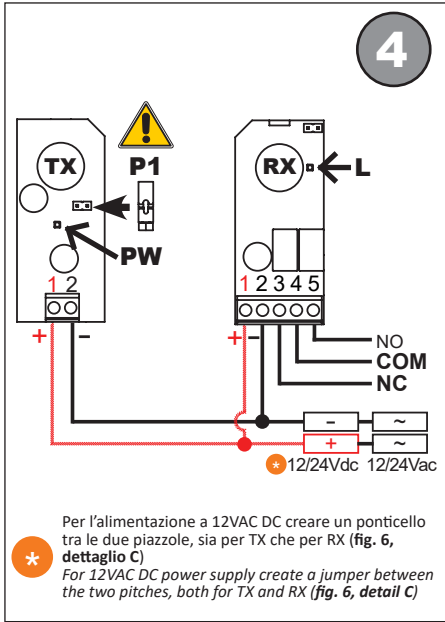 4
TX
P1
RX
L
PW
1 2
1 2 3 4 5
+ –
+ –
NO
COM
NC
– ~
+ ~
* 12/24Vdc 12/24Vac
*
Per l'alimentazione a 12VAC DC creare un ponticello
tra le due piazzole, sia per TX che per RX (fig. 6,
dettaglio C)
For 12VAC DC power supply create a jumper between
the two pitches, both for TX and RX (fig. 6, detail C)